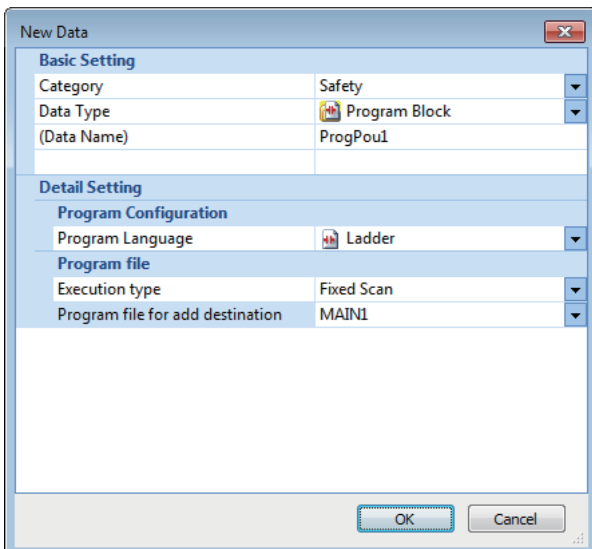 New Data
Basic Setting
Category Safety
Data Type Program Block
(Data Name) ProgPou1
Detail Setting
Program Configuration
Program Language Ladder
Program file
Execution type Fixed Scan
Program file for add destination MAIN1
OK Cancel